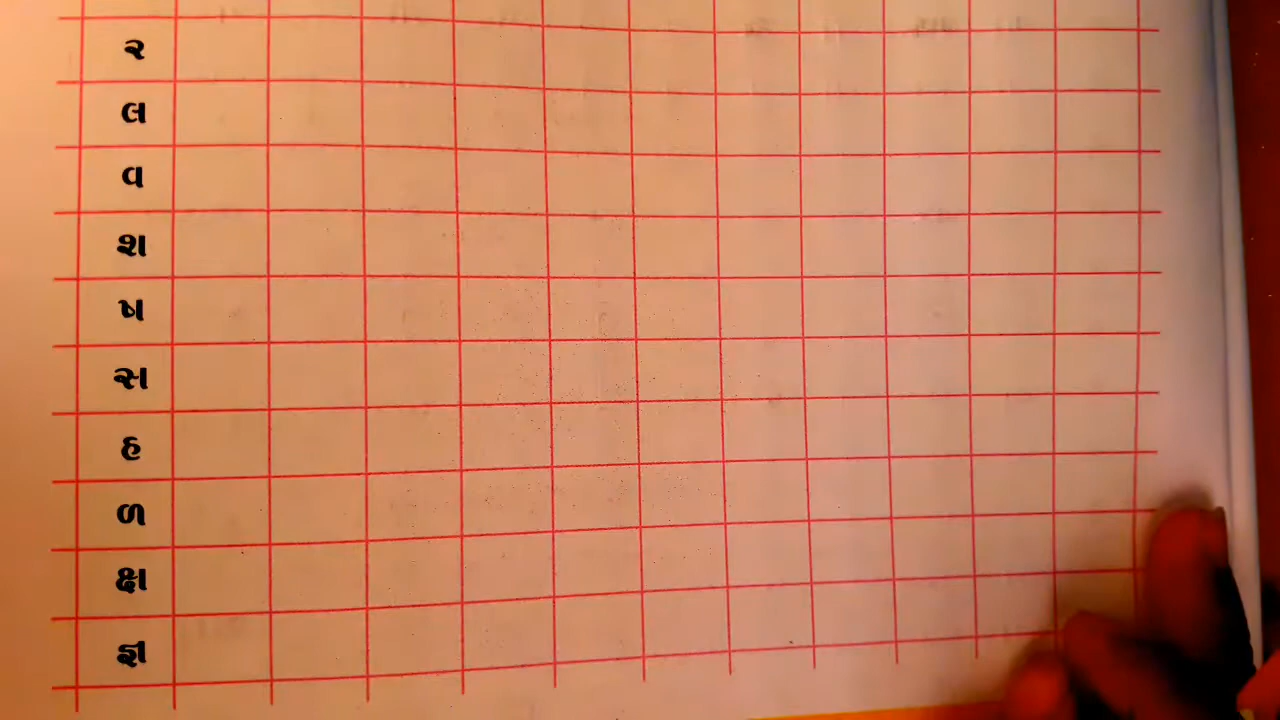 ર
લ
વ
શ
ષ
સ
હ
ળ
ક્ષ
જ્ઞ